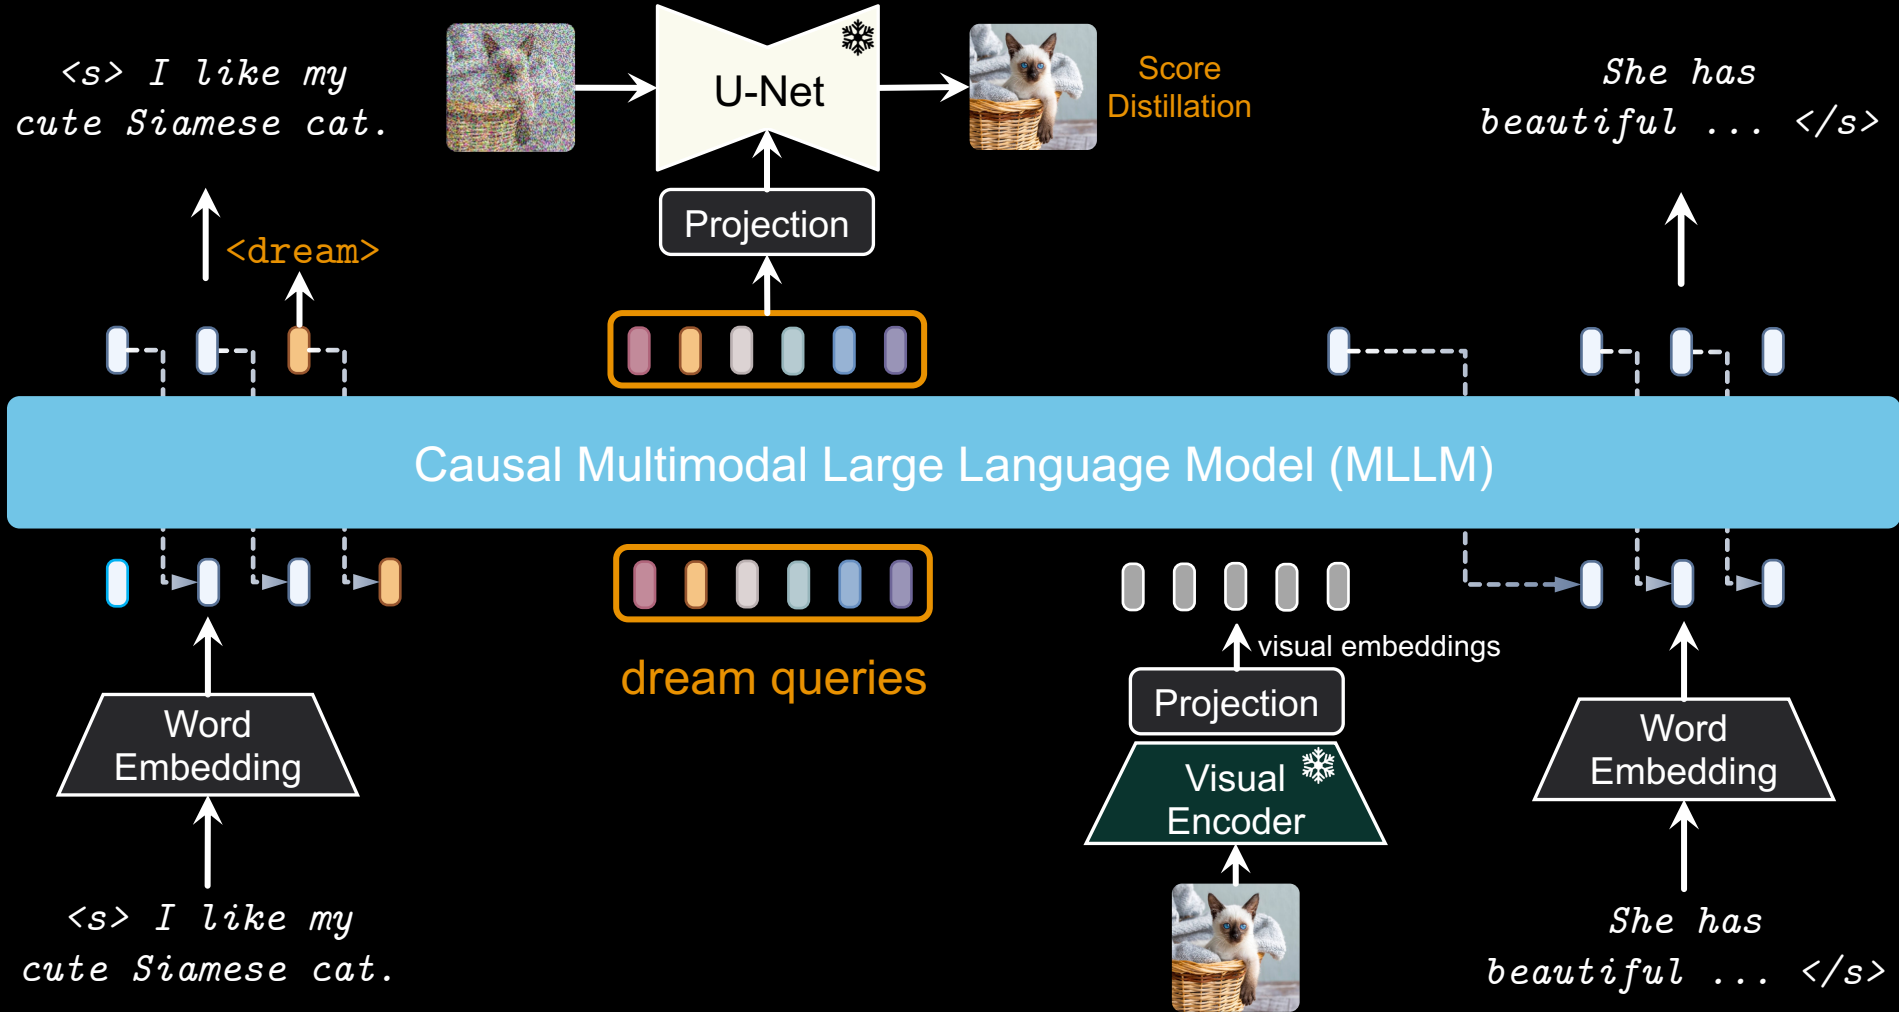 <s> I like my
cute Siamese cat.
<dream>
U-Net
Projection
Score
Distillation
She has
beautiful ... </s>
Causal Multimodal Large Language Model (MLLM)
dream queries
visual embeddings
Word
Embedding
<s> I like my
cute Siamese cat.
Projection
Visual
Encoder
Word
Embedding
She has
beautiful ... </s>